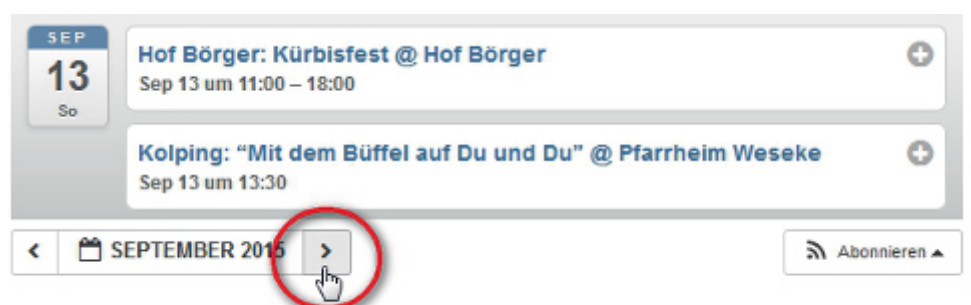 SEP
13
So
Hof Börger: Kürbisfest @ Hof Börger
Sep 13 um 11:00 – 18:00
Kolping: “Mit dem Büffel auf Du und Du” @ Pfarrheim Weseke
Sep 13 um 13:30
SEPTEMBER 2015
Abonnieren